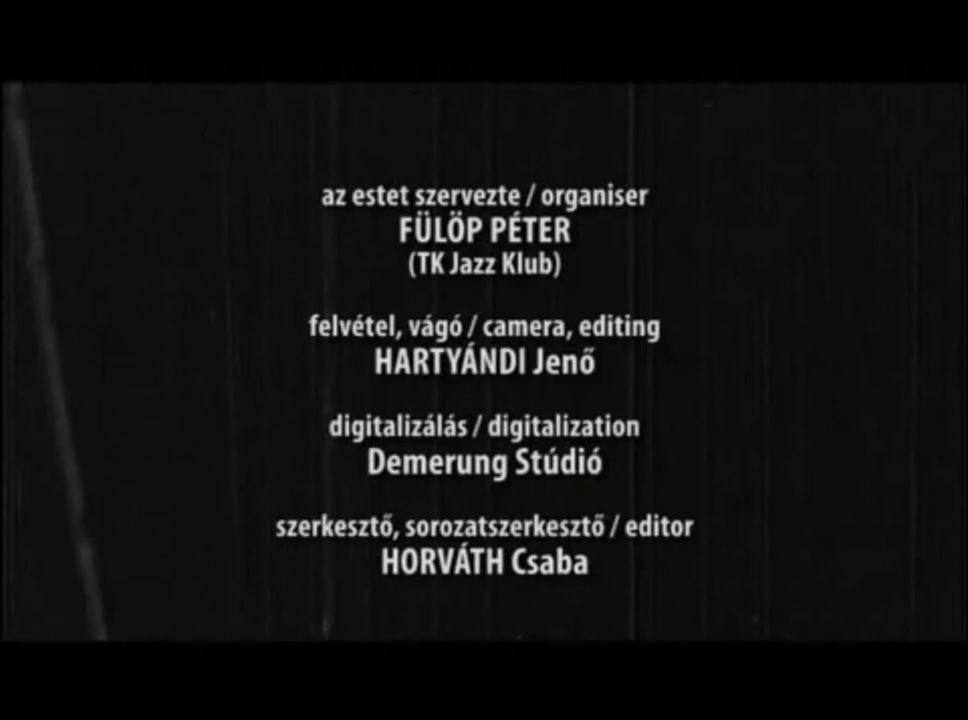 az estet szervezte / organiser
FÜLÖP PÉTER
(TK Jazz Klub)
felvétel, vágó / camera, editing
HARTYÁNDI Jenő
digitalizálás / digitalization
Demerung Stúdió
szerkesztő, sorozatszerkesztő / editor
HORVÁTH Csaba